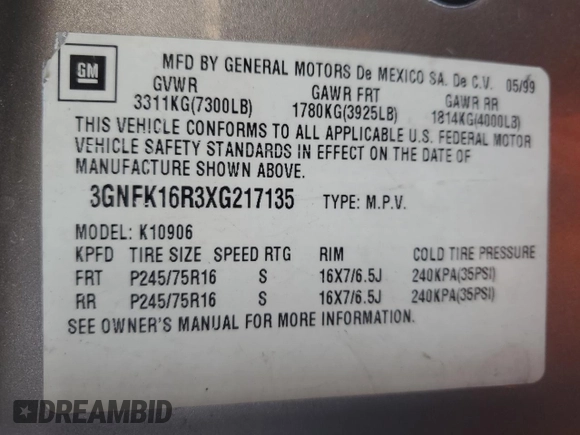 GM
MFD BY GENERAL MOTORS De MEXICO SA. De C.V. 05/99
GVWR GAWR FRT GAWR RR
3311KG(7300LB) 1780KG(3925LB) 1814KG(4000LB)
THIS VEHICLE CONFORMS TO ALL APPLICABLE U.S. FEDERAL MOTOR
VEHICLE SAFETY STANDARDS IN EFFECT ON THE DATE OF
MANUFACTURE SHOWN ABOVE.
3GNFK16R3XG217135 TYPE: M.P.V.
MODEL: K10906
KPFD TIRE SIZE SPEED RTG RIM COLD TIRE PRESSURE
FRT P245/75R16 S 16X7/6.5J 240KPA(35PSI)
RR P245/75R16 S 16X7/6.5J 240KPA(35PSI)
SEE OWNER'S MANUAL FOR MORE INFORMATION.
DREAMBID